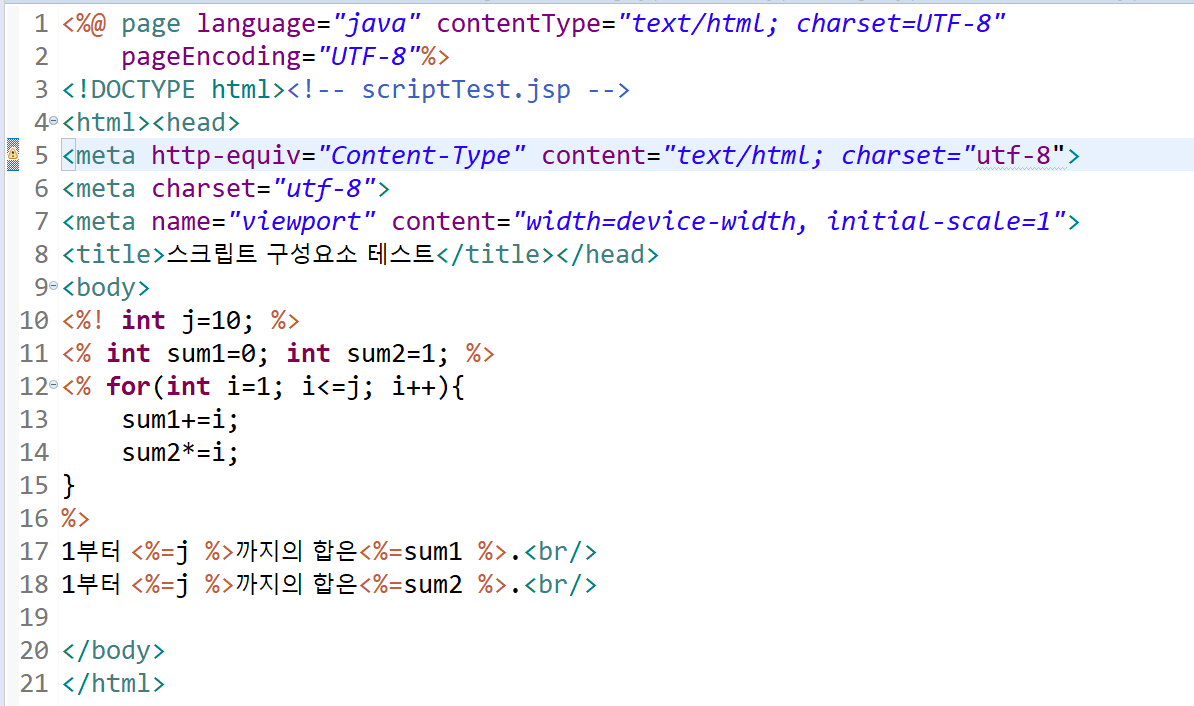 1 <%@ page language="java" contentType="text/html; charset=UTF-8"
2     pageEncoding="UTF-8"%>
3 <!DOCTYPE html><!-- scriptTest.jsp -->
4 <html><head>
5 <meta http-equiv="Content-Type" content="text/html; charset="utf-8">
6 <meta charset="utf-8">
7 <meta name="viewport" content="width=device-width, initial-scale=1">
8 <title>스크립트 구성요소 테스트</title></head>
9 <body>
10 <%! int j=10; %>
11 <% int sum1=0; int sum2=1; %>
12 <% for(int i=1; i<=j; i++){
13     sum1+=i;
14     sum2*=i;
15 }
16 %>
17 1부터 <%=j %>까지의 합은<%=sum1 %>.<br/>
18 1부터 <%=j %>까지의 합은<%=sum2 %>.<br/>
19
20 </body>
21 </html>